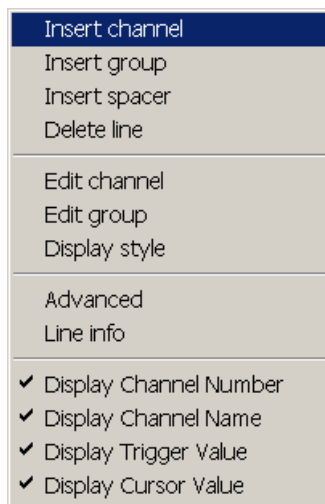 Insert channel
Insert group
Insert spacer
Delete line
Edit channel
Edit group
Display style
Advanced
Line info
Display Channel Number
Display Channel Name
Display Trigger Value
Display Cursor Value